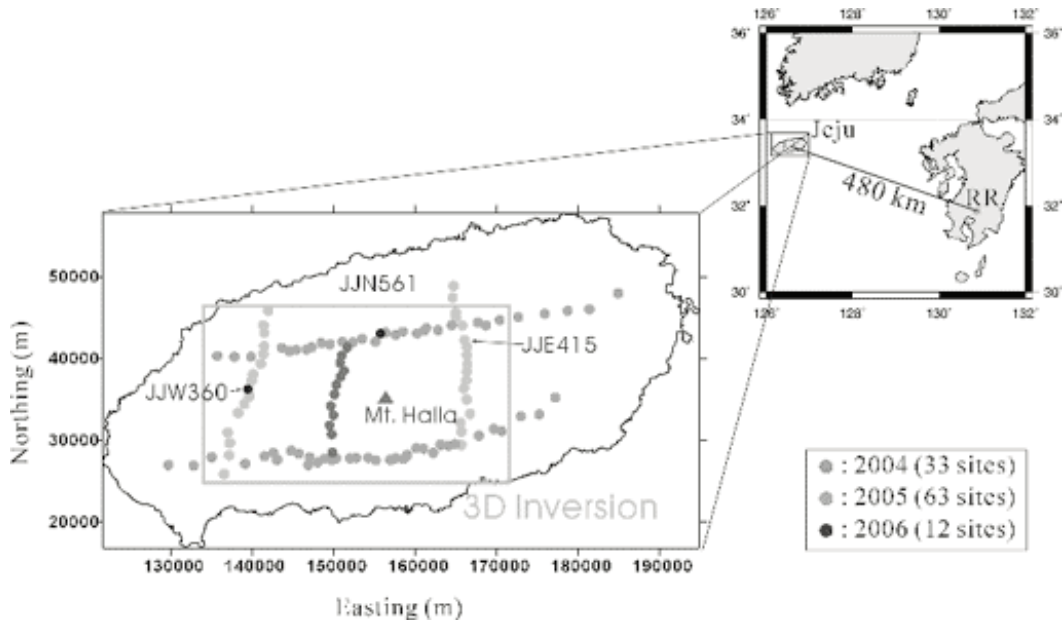 126° 128° 130° 132°
36° 36°
34° 34°
32° 32°
30° 30°
126° 128° 130° 132°
Jeju
480 km
RR
50000
40000
30000
20000
Northing (m)
130000 140000 150000 160000 170000 180000 190000
Easting (m)
JJN561
JJE415
JJW360
Mt. Halla
3D Inversion
: 2004 (33 sites)
: 2005 (63 sites)
: 2006 (12 sites)